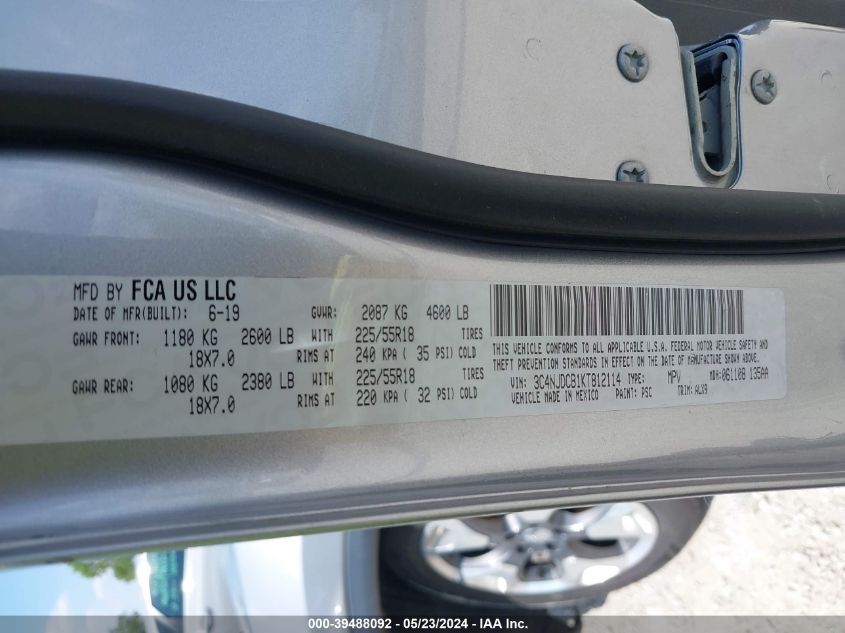 MFD BY FCA US LLC
DATE OF MFR(BUILT): 6-19 GVWR: 2087 KG 4600 LB
GAWR FRONT: 1180 KG 2600 LB WITH 225/55R18 TIRES
18X7.0 RIMS AT 240 KPA ( 35 PSI) COLD
GAWR REAR: 1080 KG 2380 LB WITH 225/55R18 TIRES
18X7.0 RIMS AT 220 KPA ( 32 PSI) COLD
THIS VEHICLE CONFORMS TO ALL APPLICABLE U.S.A. FEDERAL MOTOR VEHICLE SAFETY AND
THEFT PREVENTION STANDARDS IN EFFECT ON THE DATE OF MANUFACTURE SHOWN ABOVE.
VIN: 3C4NJDCB1KT812114 TYPE: MPV MDH: 061108 135AA
VEHICLE MADE IN MEXICO PAINT: PSC TRIM: ALX9
000-39488092 - 05/23/2024 - IAA Inc.